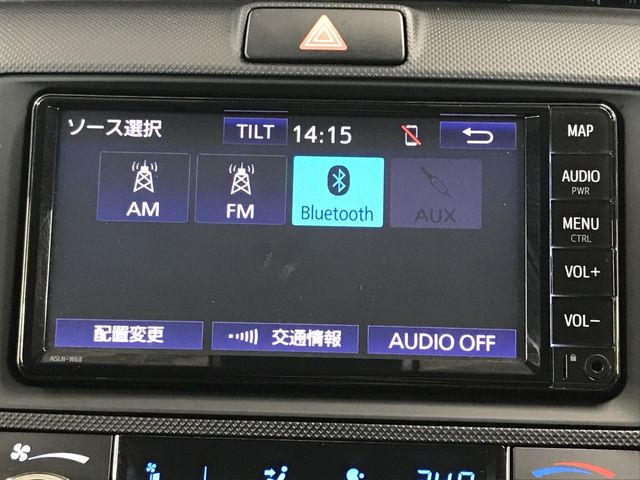 ソース選択 TILT 14:15
AM FM Bluetooth AUX
配置変更 交通情報 AUDIO OFF
NSLN-W68
MAP
AUDIO
PWR
MENU
CTRL
VOL+
VOL−